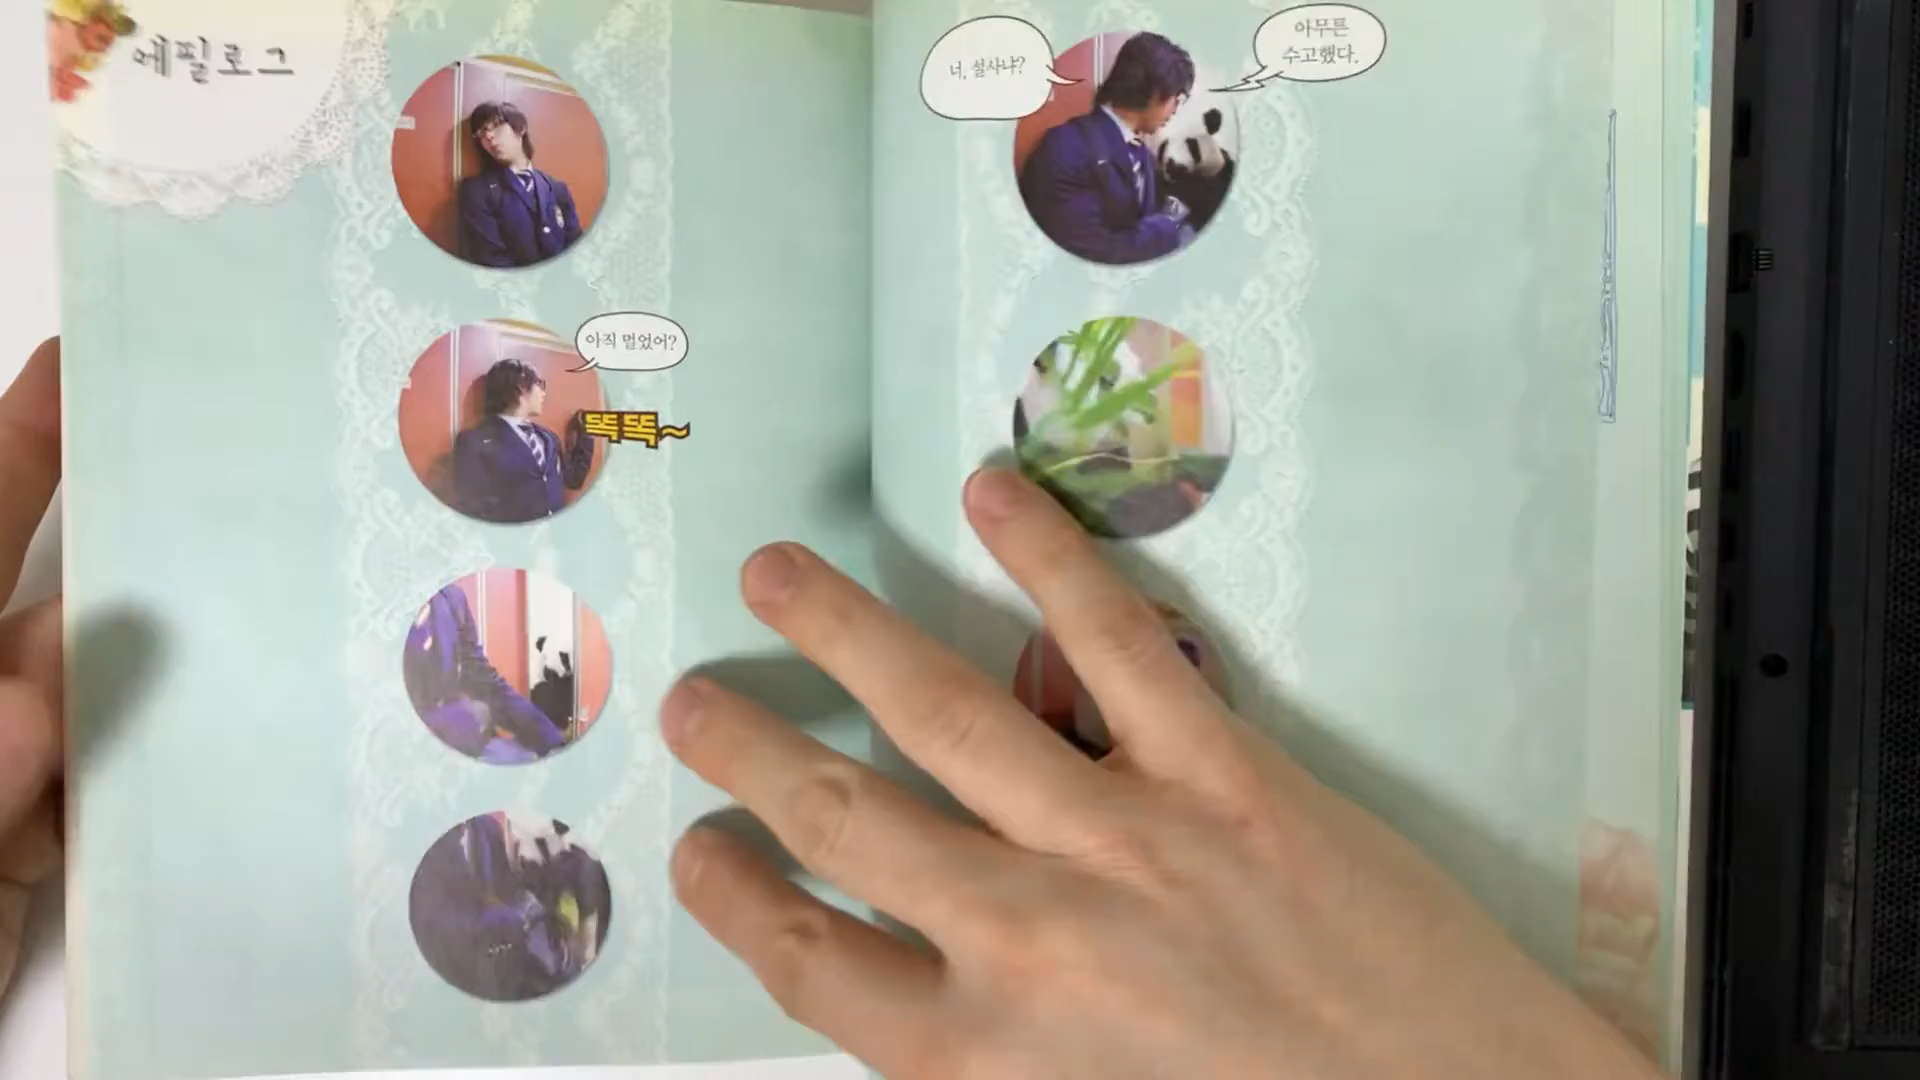 에필로그
아직 멀었어?
똑똑~
너, 설사냐?
아무튼
수고했다.